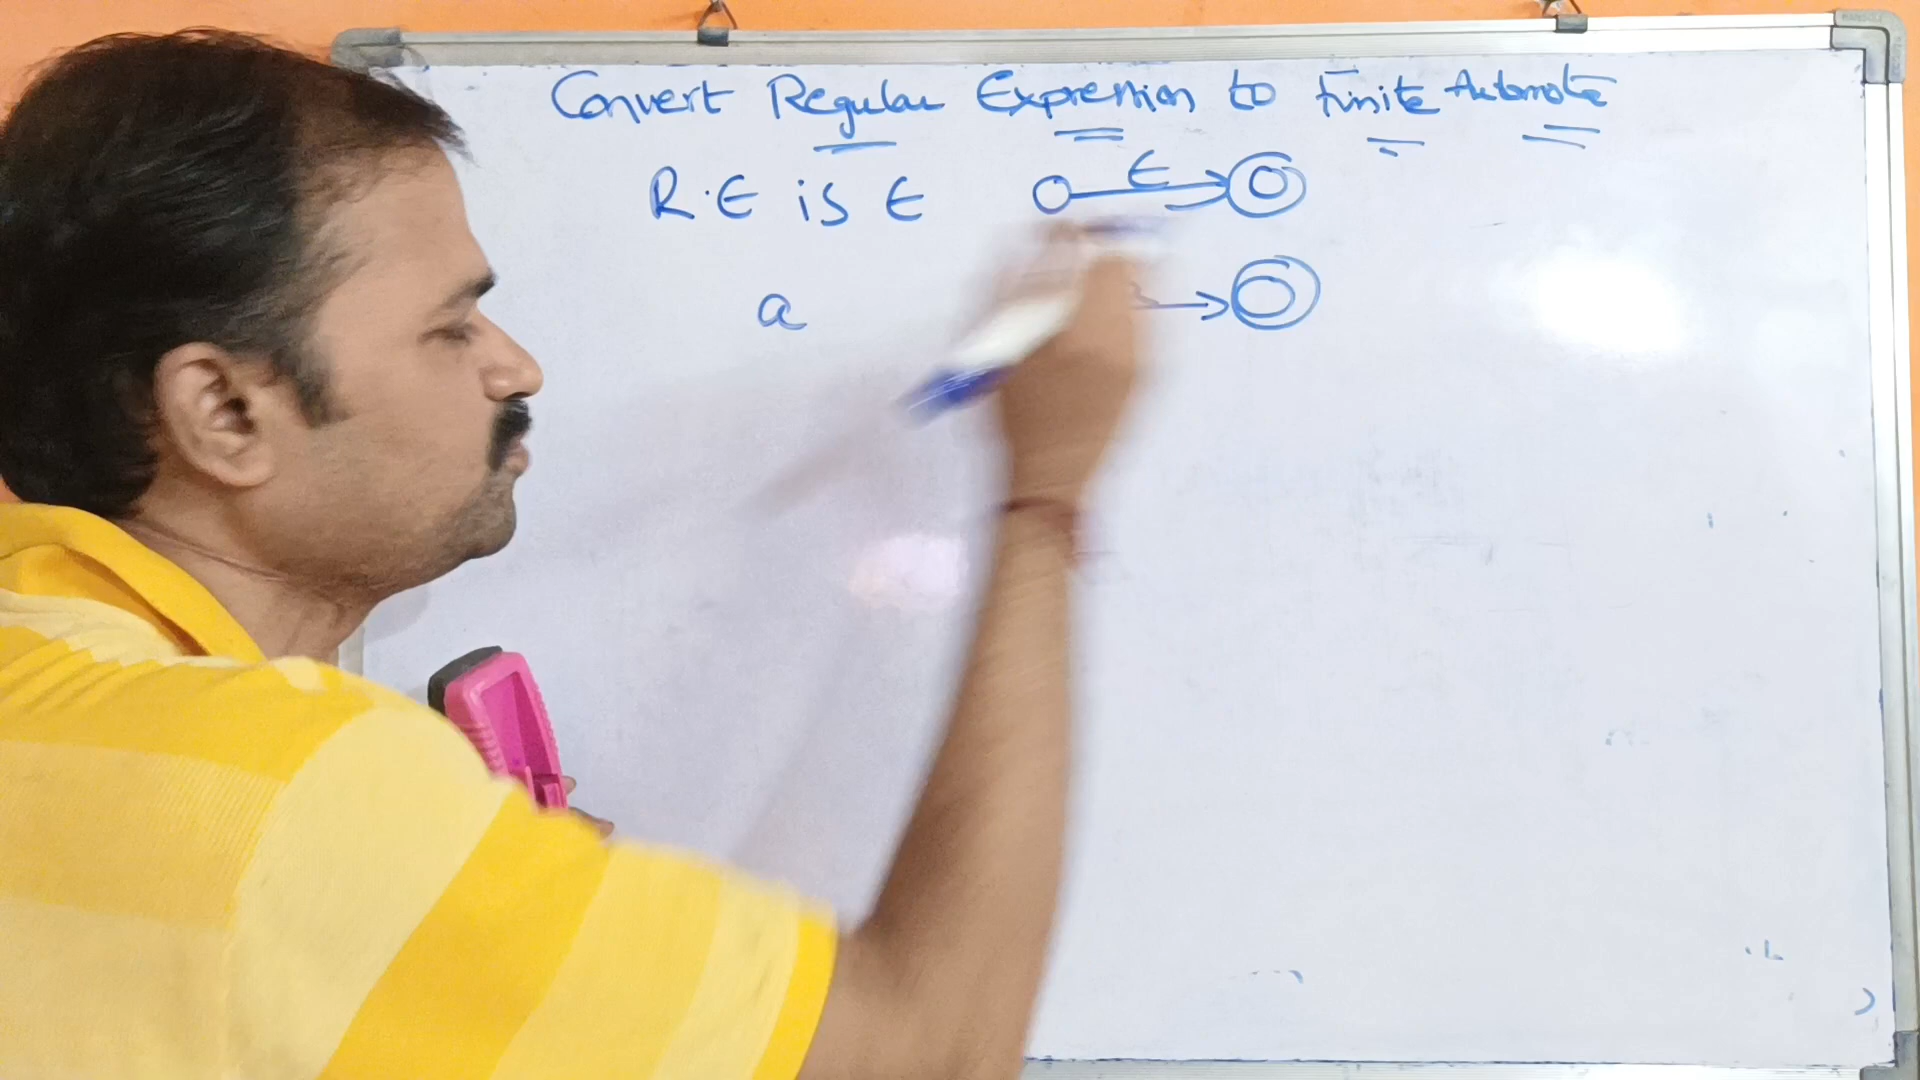 Convert Regular Expression to Finite Automata
R.E is ϵ ϵ
a